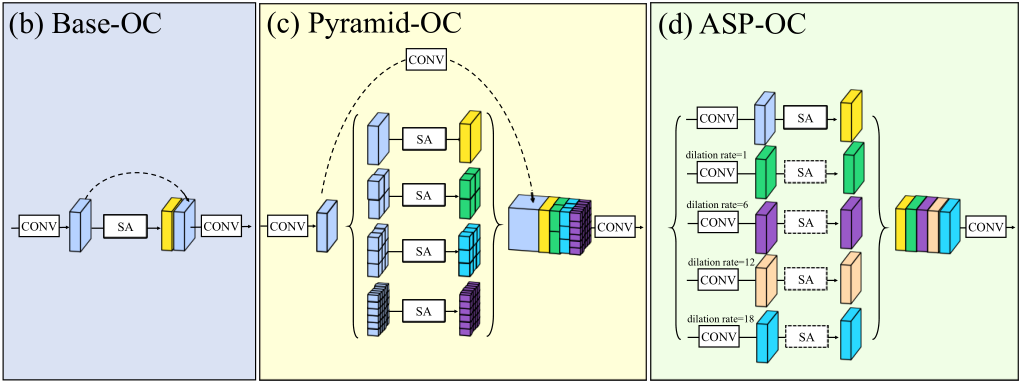 (b) Base-OC
CONV
SA
CONV
(c) Pyramid-OC
CONV
CONV
SA
SA
SA
SA
CONV
(d) ASP-OC
CONV
SA
dilation rate=1
CONV
SA
dilation rate=6
CONV
SA
dilation rate=12
CONV
SA
dilation rate=18
CONV
SA
CONV